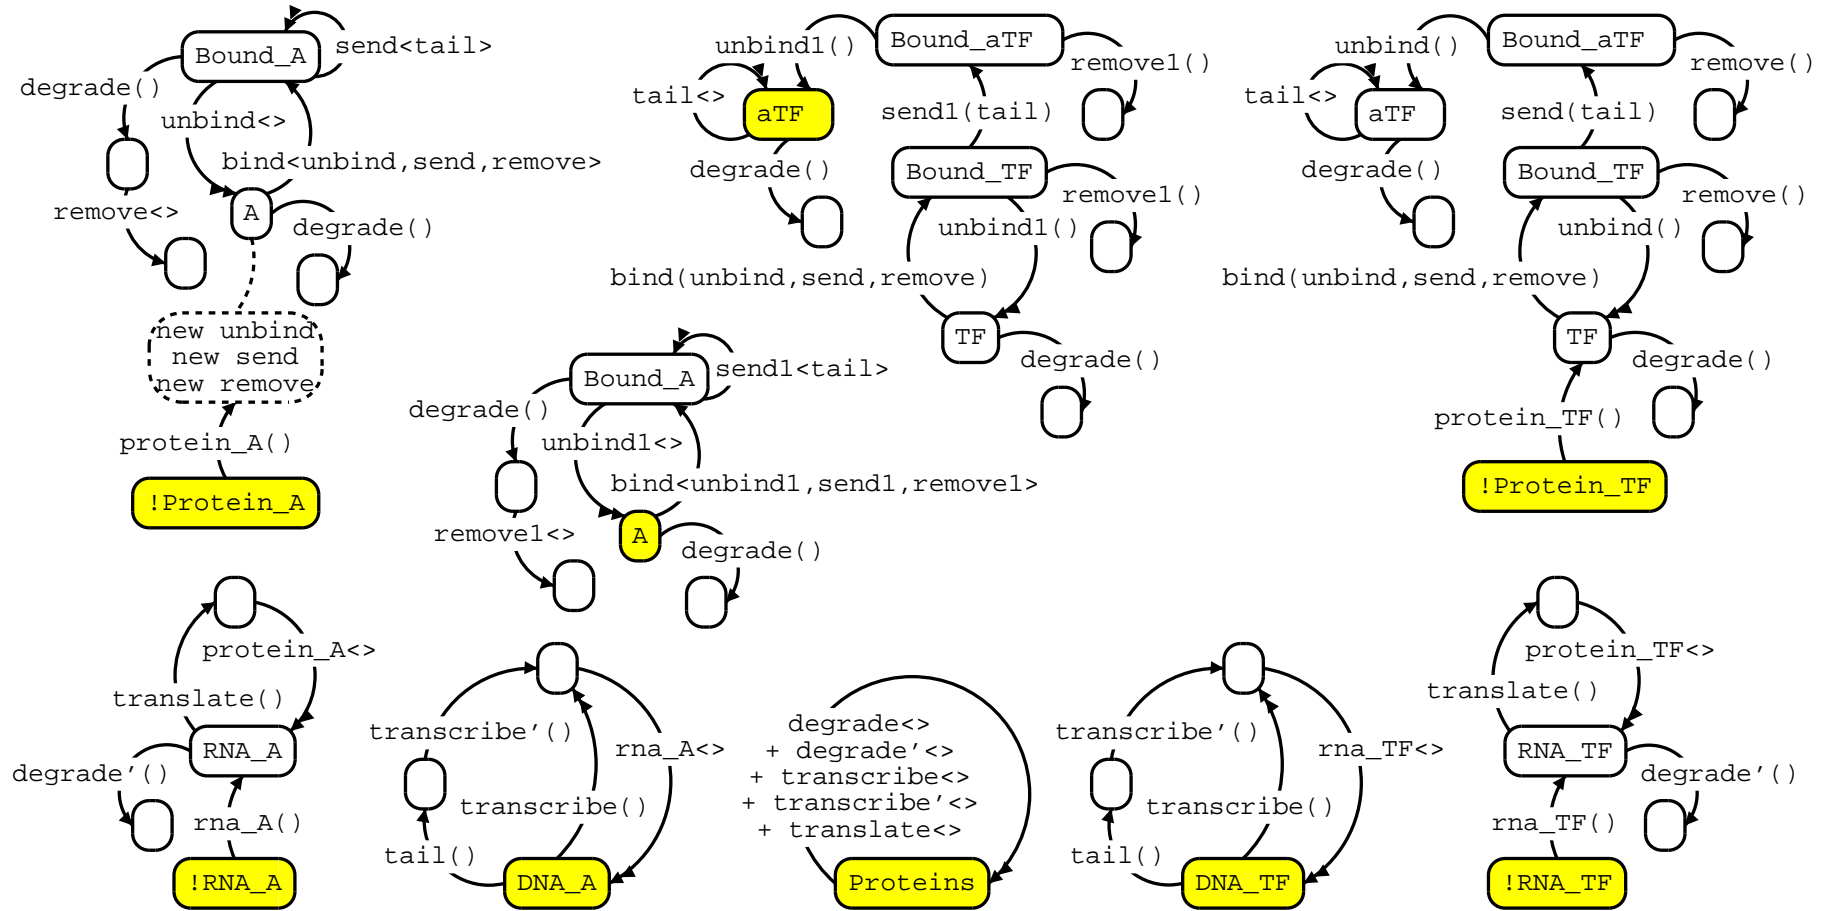 Bound_A
send<tail>
degrade()
unbind<>
bind<unbind,send,remove>
A
remove<>
degrade()
new unbind
new send
new remove
protein_A()
!Protein_A
unbind1()
Bound_aTF
remove1()
tail<>
aTF
send1(tail)
degrade()
Bound_TF
remove1()
unbind1()
bind(unbind,send,remove)
TF
degrade()
unbind()
Bound_aTF
remove()
tail<>
aTF
send(tail)
degrade()
Bound_TF
remove()
unbind()
bind(unbind,send,remove)
TF
degrade()
protein_TF()
!Protein_TF
Bound_A
send1<tail>
degrade()
unbind1<>
bind<unbind1,send1,remove1>
remove1<>
A
degrade()
protein_A<>
translate()
RNA_A
degrade'()
rna_A()
!RNA_A
transcribe'()
rna_A<>
transcribe()
tail()
DNA_A
degrade<>
+ degrade'<>
+ transcribe<>
+ transcribe'<>
+ translate<>
Proteins
transcribe'()
rna_TF<>
transcribe()
tail()
DNA_TF
protein_TF<>
translate()
RNA_TF
degrade'()
rna_TF()
!RNA_TF